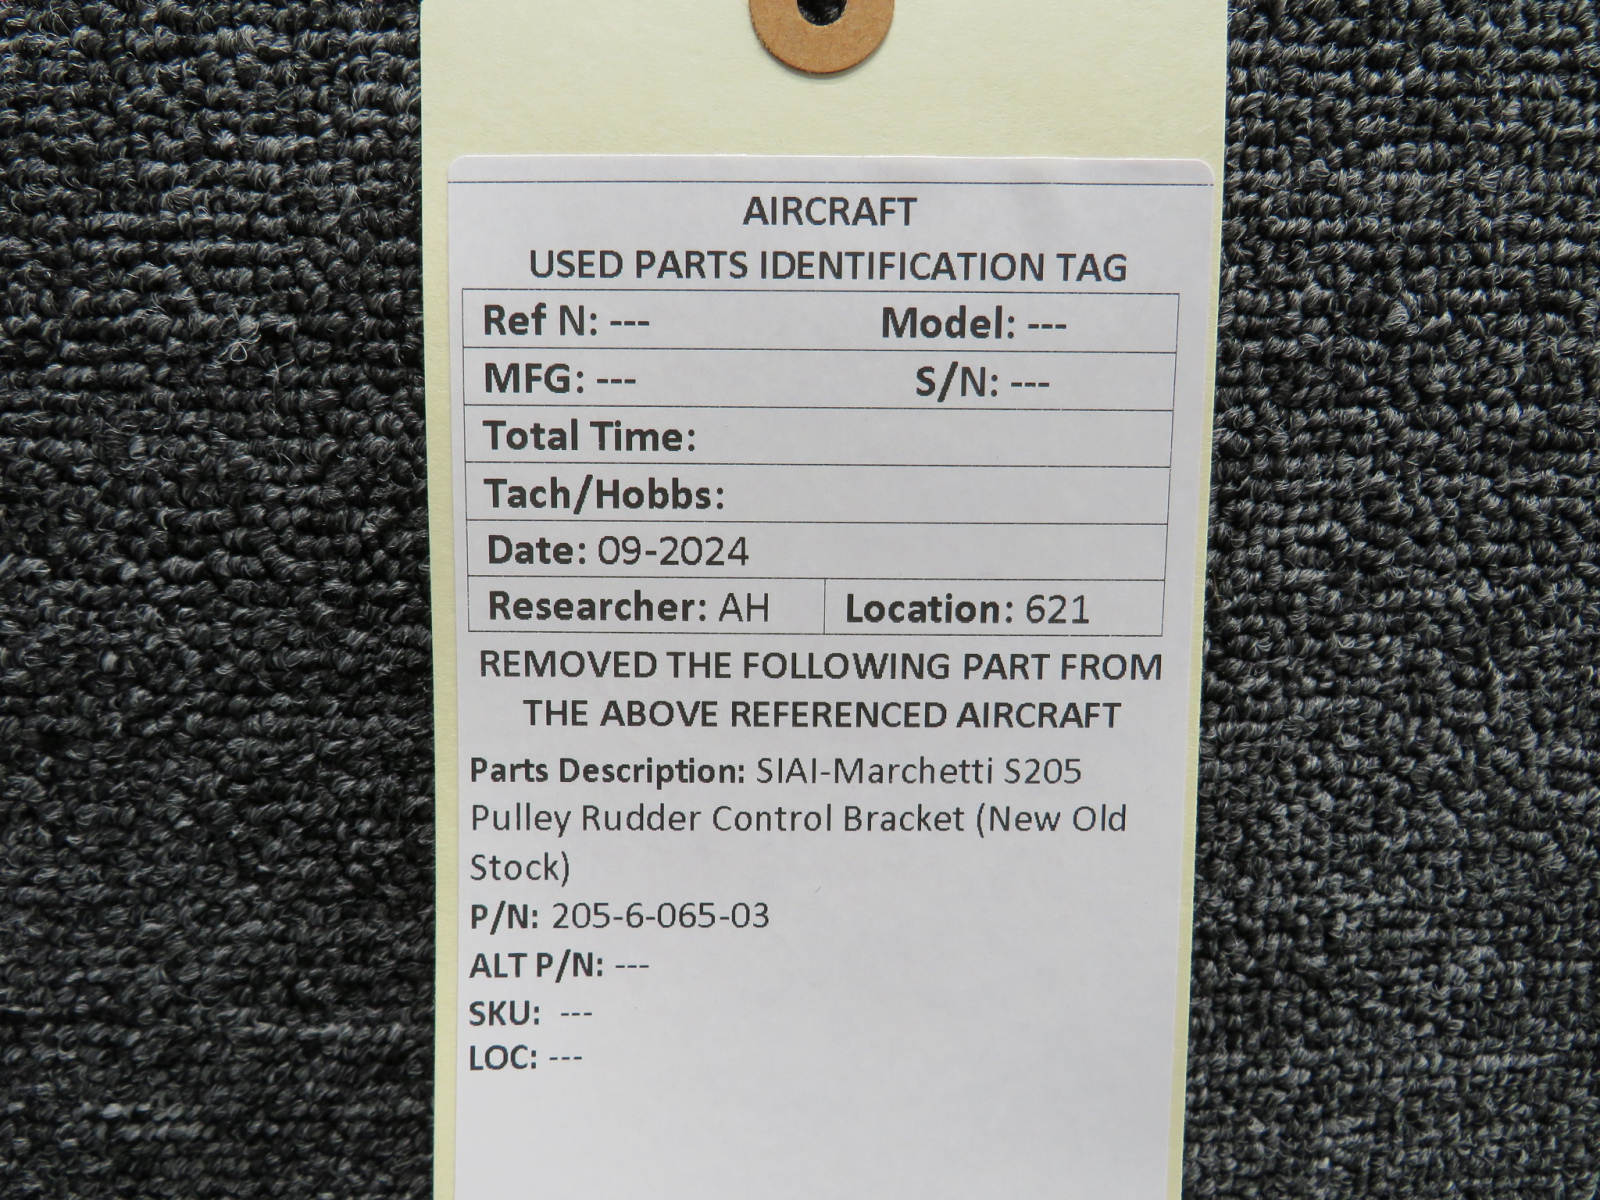 AIRCRAFT
USED PARTS IDENTIFICATION TAG
Ref N: --- Model: ---
MFG: --- S/N: ---
Total Time:
Tach/Hobbs:
Date: 09-2024
Researcher: AH Location: 621
REMOVED THE FOLLOWING PART FROM
THE ABOVE REFERENCED AIRCRAFT
Parts Description: SIAI-Marchetti S205
Pulley Rudder Control Bracket (New Old
Stock)
P/N: 205-6-065-03
ALT P/N: ---
SKU: ---
LOC: ---